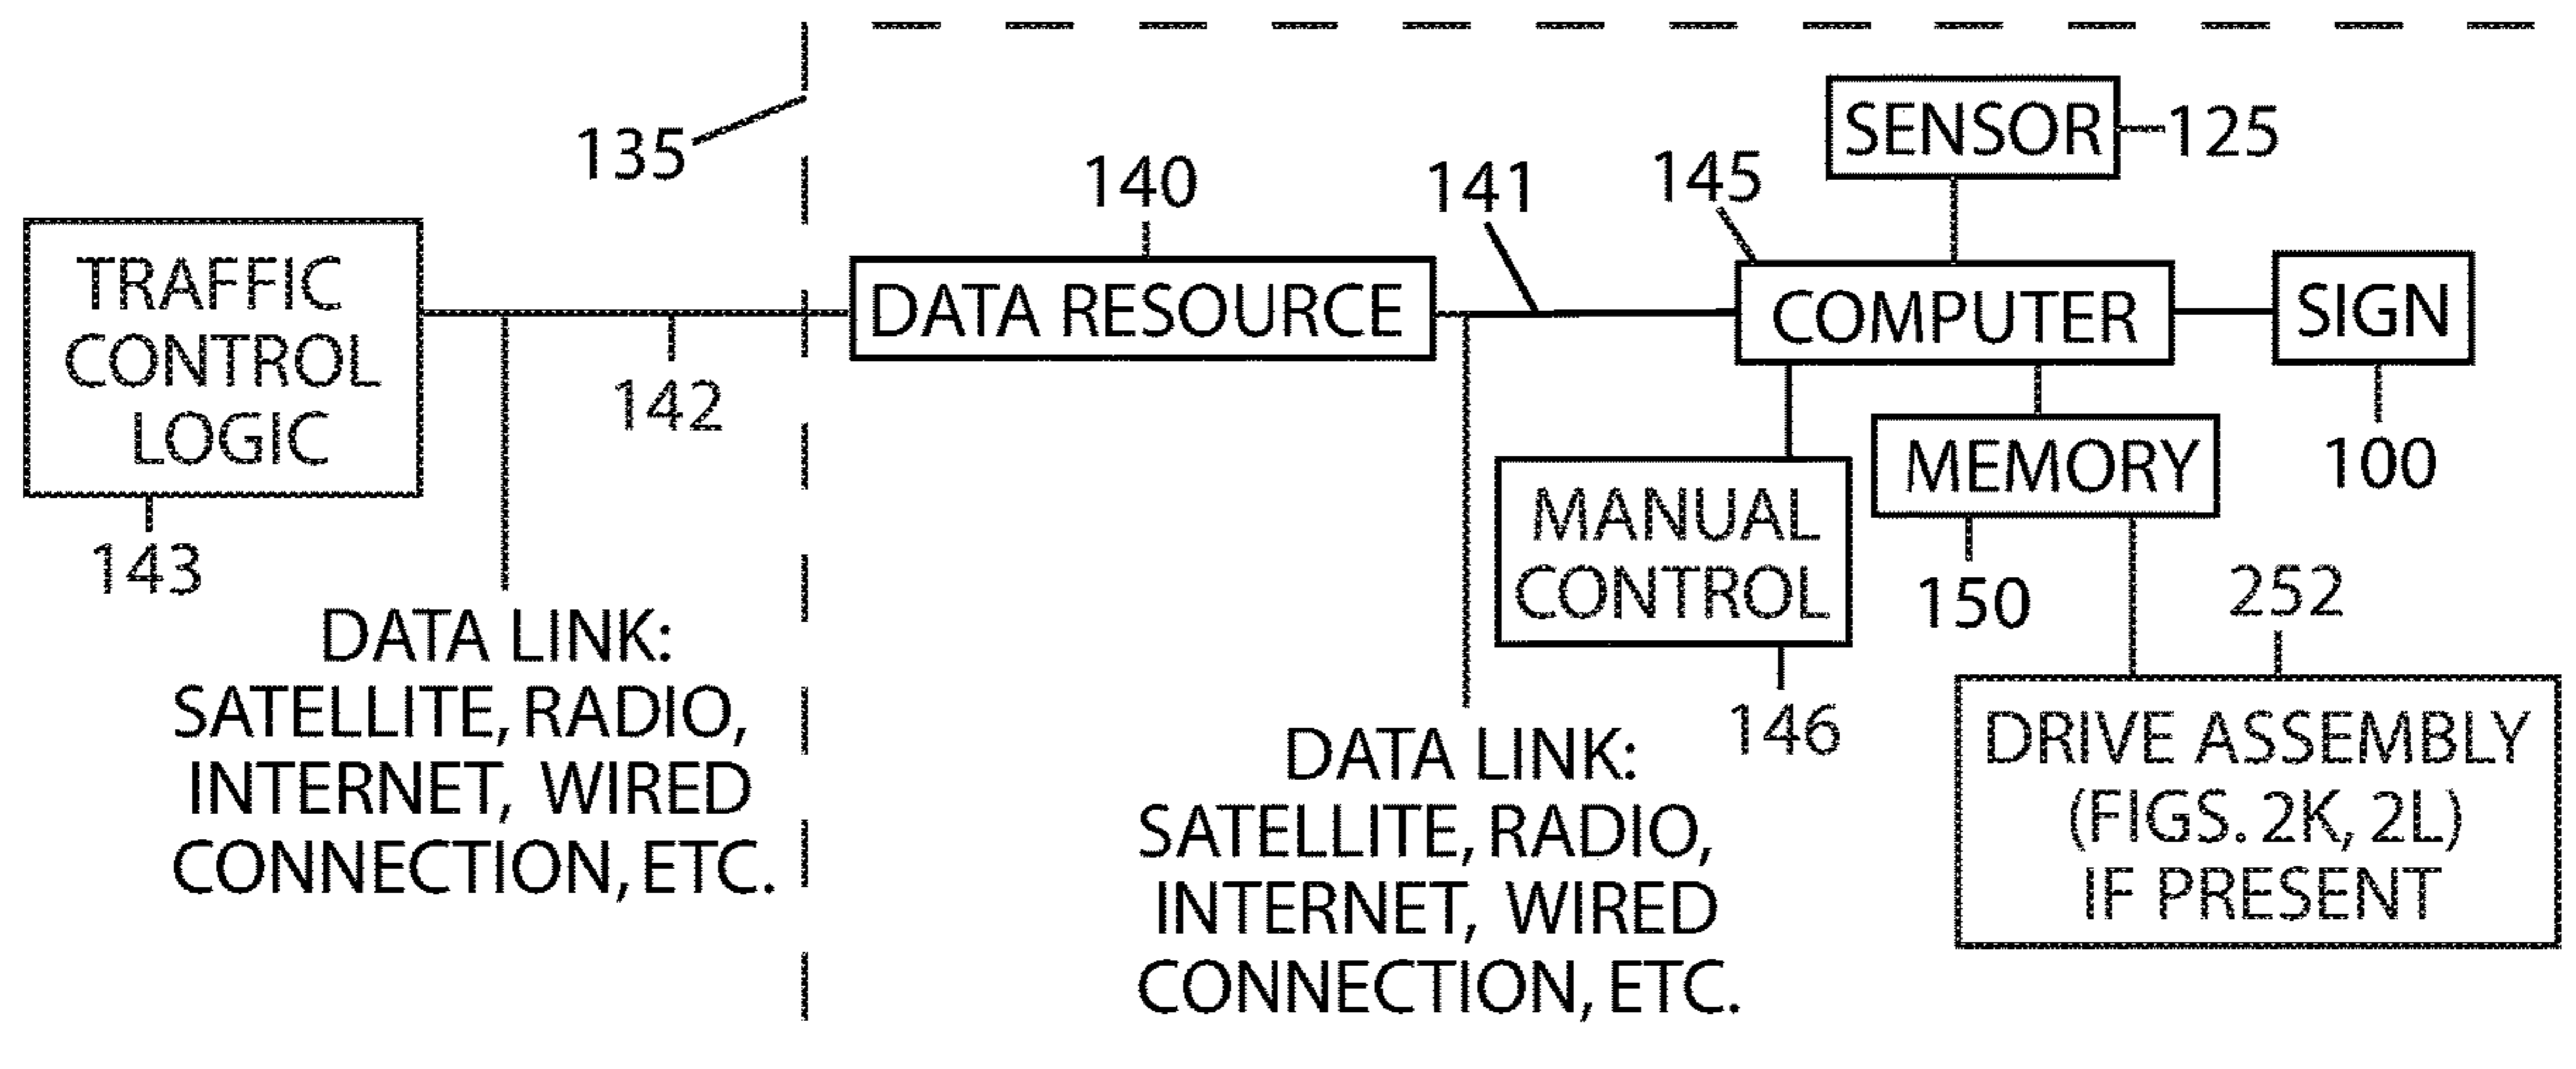 135
140
141
145
SENSOR
125
TRAFFIC
CONTROL
LOGIC
143
142
DATA RESOURCE
COMPUTER
SIGN
100
MANUAL
CONTROL
146
MEMORY
150
252
DATA LINK:
SATELLITE, RADIO,
INTERNET, WIRED
CONNECTION, ETC.
DATA LINK:
SATELLITE, RADIO,
INTERNET, WIRED
CONNECTION, ETC.
DRIVE ASSEMBLY
(FIGS. 2K, 2L)
IF PRESENT